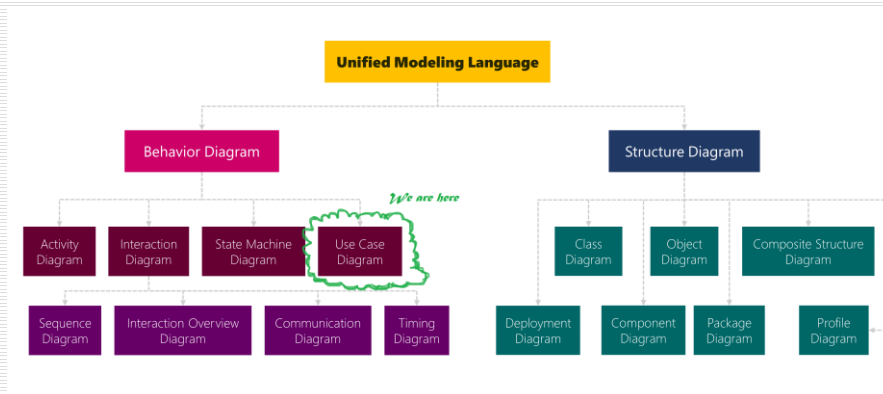 Unified Modeling Language
Behavior Diagram
Structure Diagram
We are here
Activity
Diagram
Interaction
Diagram
State Machine
Diagram
Use Case
Diagram
Class
Diagram
Object
Diagram
Composite Structure
Diagram
Sequence
Diagram
Interaction Overview
Diagram
Communication
Diagram
Timing
Diagram
Deployment
Diagram
Component
Diagram
Package
Diagram
Profile
Diagram